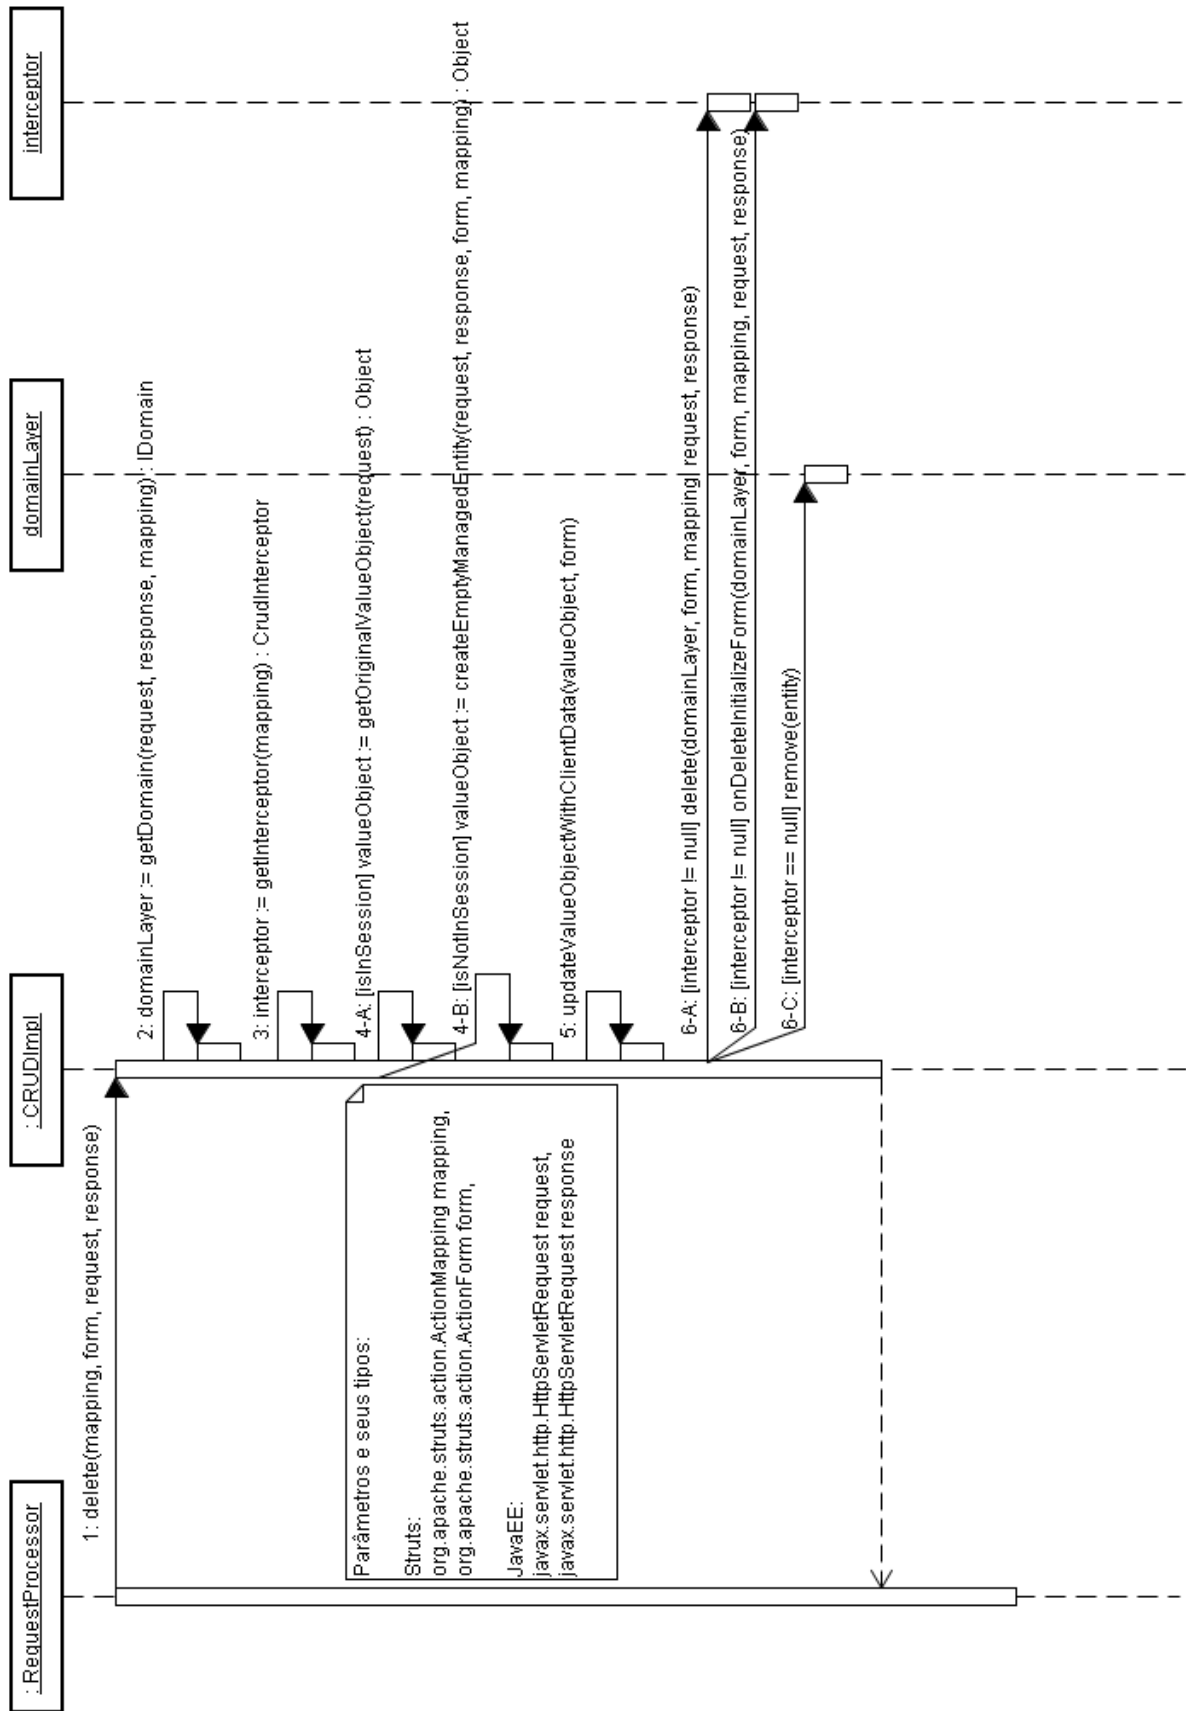 :RequestProcessor
:CRUDImpl
domainLayer
interceptor
1: delete(mapping, form, request, response)
2: domainLayer := getDomain(request, response, mapping) : IDomain
3: interceptor := getInterceptor(mapping) : CrudInterceptor
4-A: [isInSession] valueObject := getOriginalValueObject(request) : Object
4-B: [isNotInSession] valueObject := createEmptyManagedEntity(request, response, form, mapping) : Object
5: updateValueObjectWithClientData(valueObject, form)
6-A: [interceptor != null] delete(domainLayer, form, mapping, request, response)
6-B: [interceptor != null] onDeleteInitializeForm(domainLayer, form, mapping, request, response)
6-C: [interceptor == null] remove(entity)
Parâmetros e seus tipos:
Struts:
org.apache.struts.action.ActionMapping mapping,
org.apache.struts.action.ActionForm form,
JavaEE:
javax.servlet.http.HttpServletRequest request,
javax.servlet.http.HttpServletRequest response